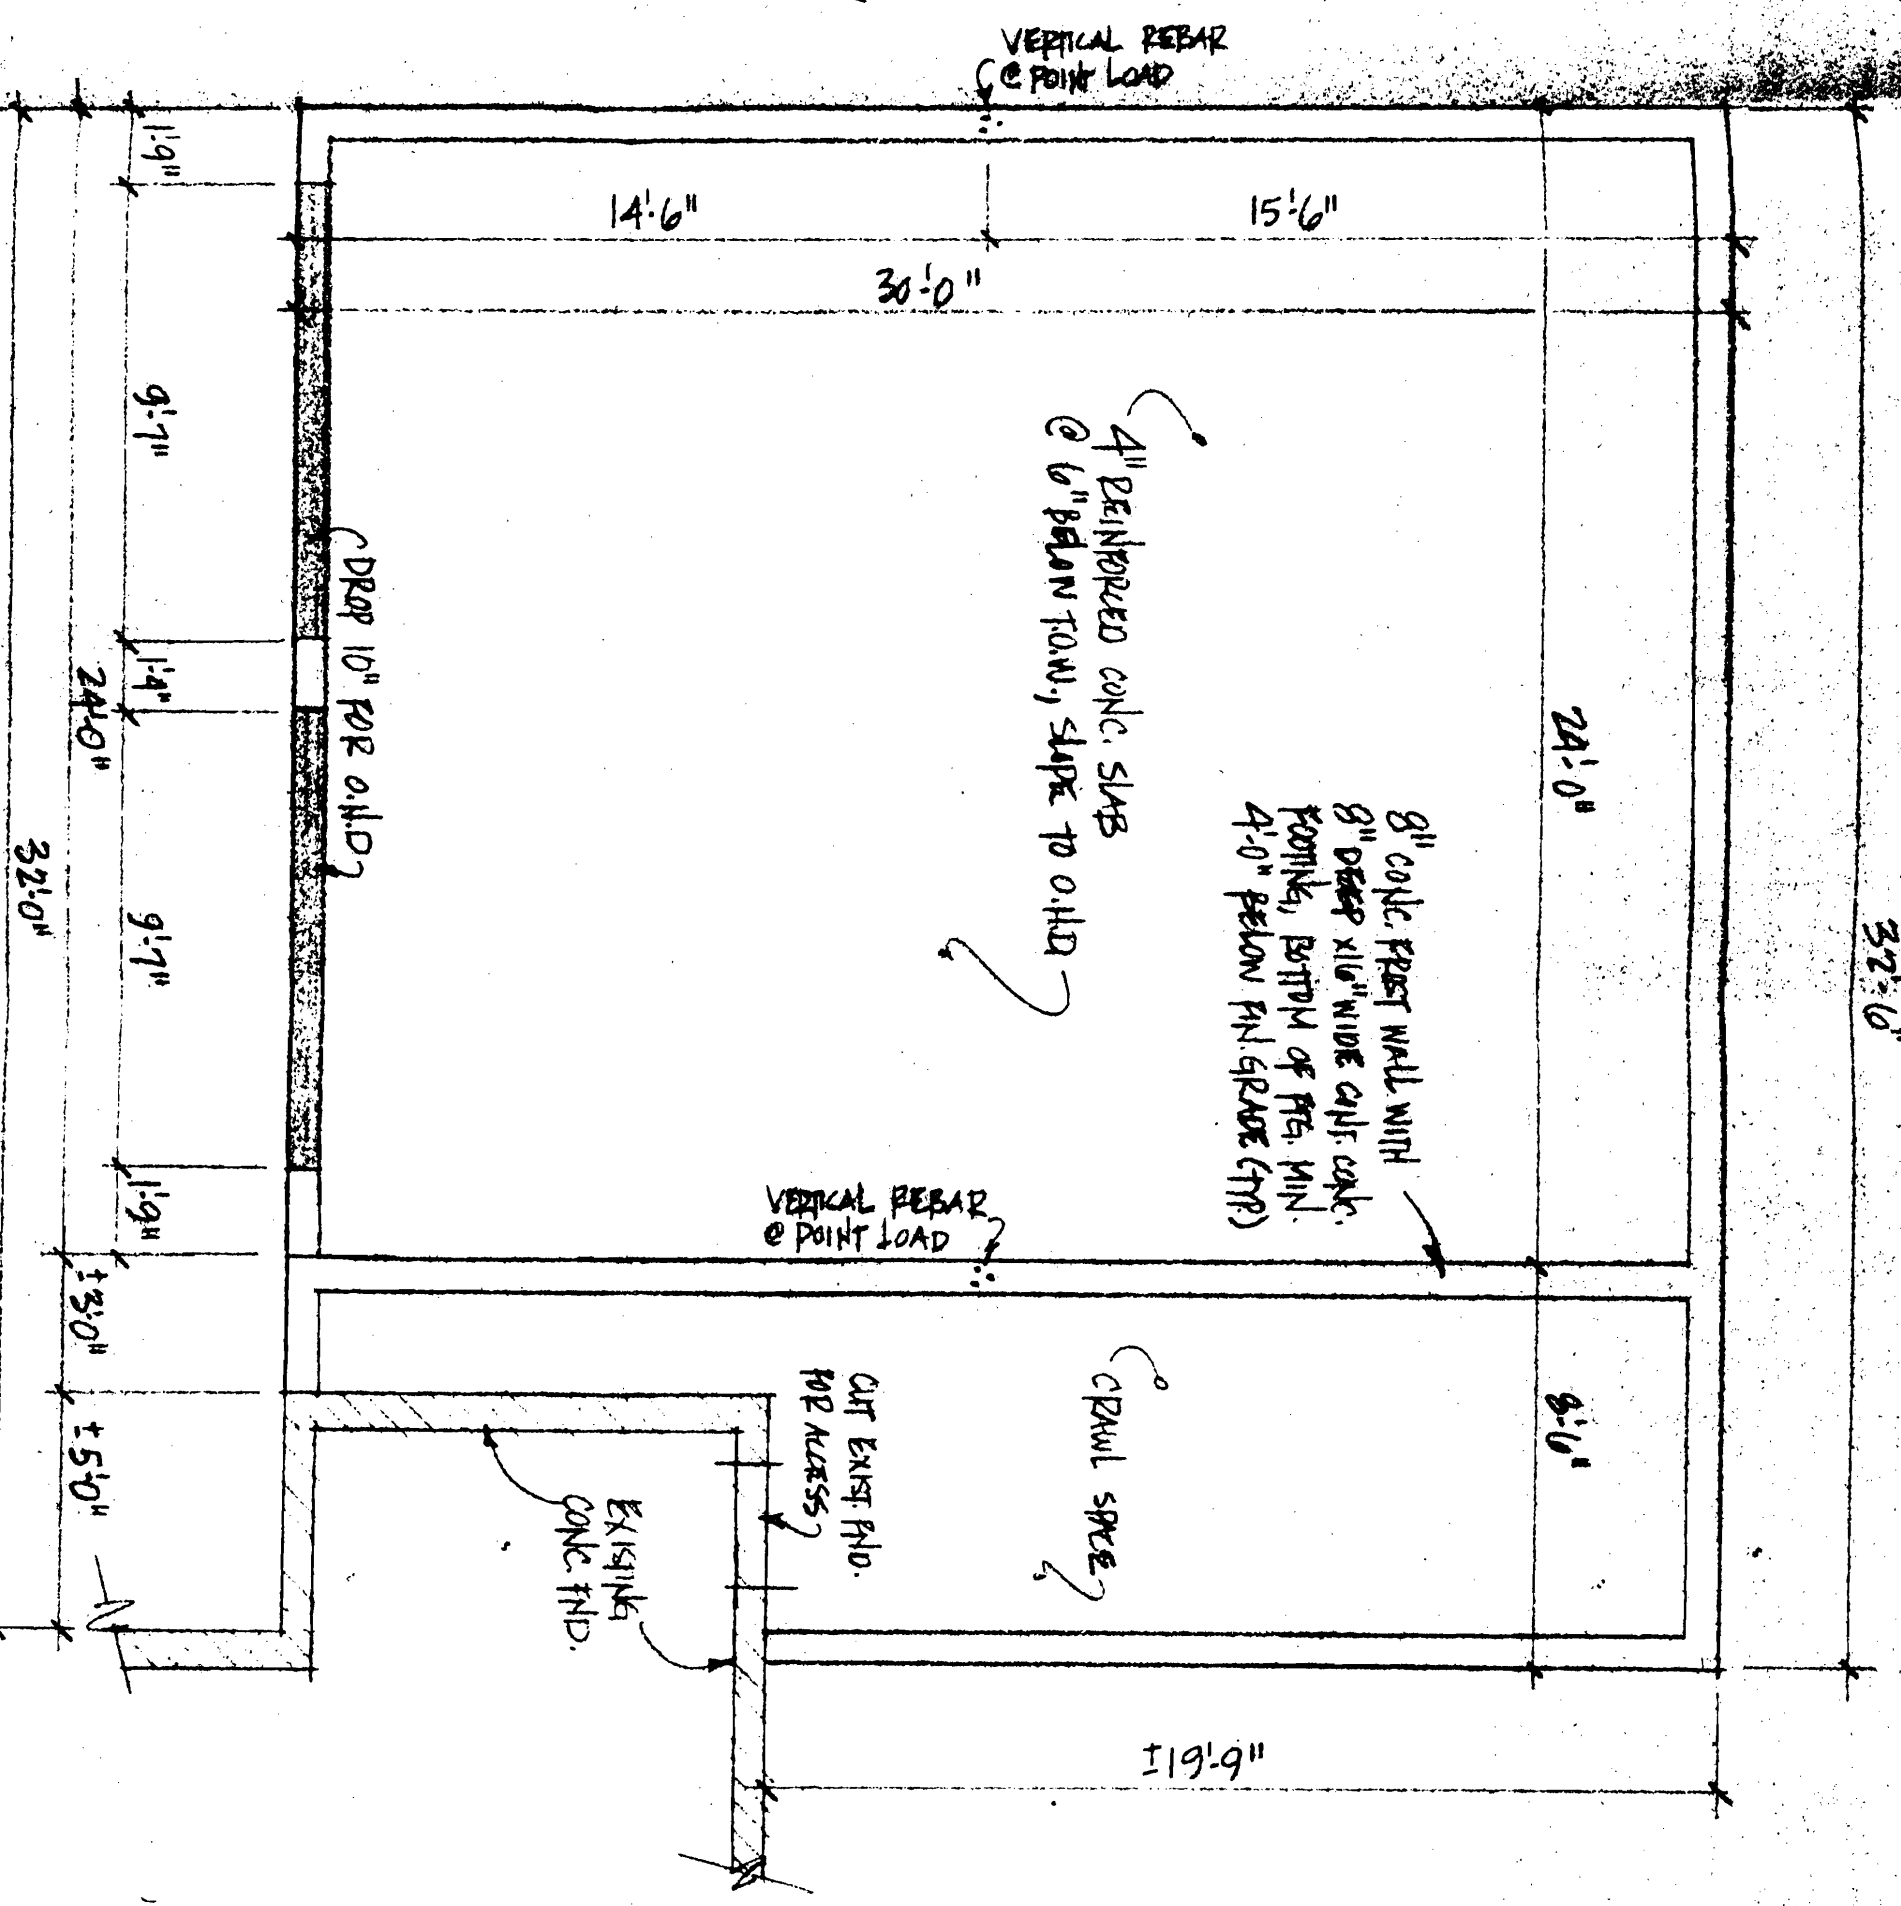 VERTICAL REBAR
@ POINT LOAD
1'-9"
14'-6"
15'-6"
30'-0"
9'-7"
1'-4"
9'-7"
1'-9"
24'-0"
32'-0"
±3'-0"
±5'-0"
DROP 10" FOR O.H.D
4" REINFORCED CONC. SLAB
@ 6" BELOW T.O.W., SLOPE TO O.H.D
24'-0"
32'-6"
8" CONC. FROST WALL WITH
8" DEEP x16" WIDE CONT. CONC.
FOOTING, BOTTOM OF FTG. MIN.
4'-0" BELOW FIN. GRADE (TYP.)
VERTICAL REBAR
@ POINT LOAD
8'-6"
CRAWL SPACE
CUT EXIST. FND.
FOR ACCESS
EXISTING
CONC. FND.
±19'-9"